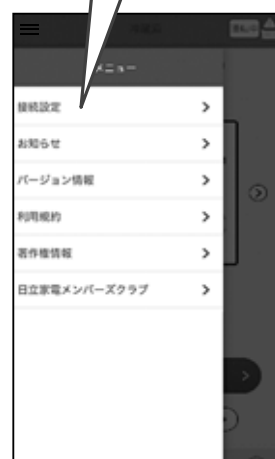 メニュー
接続設定
お知らせ
バージョン情報
利用規約
著作権情報
日立家電メンバーズクラブ